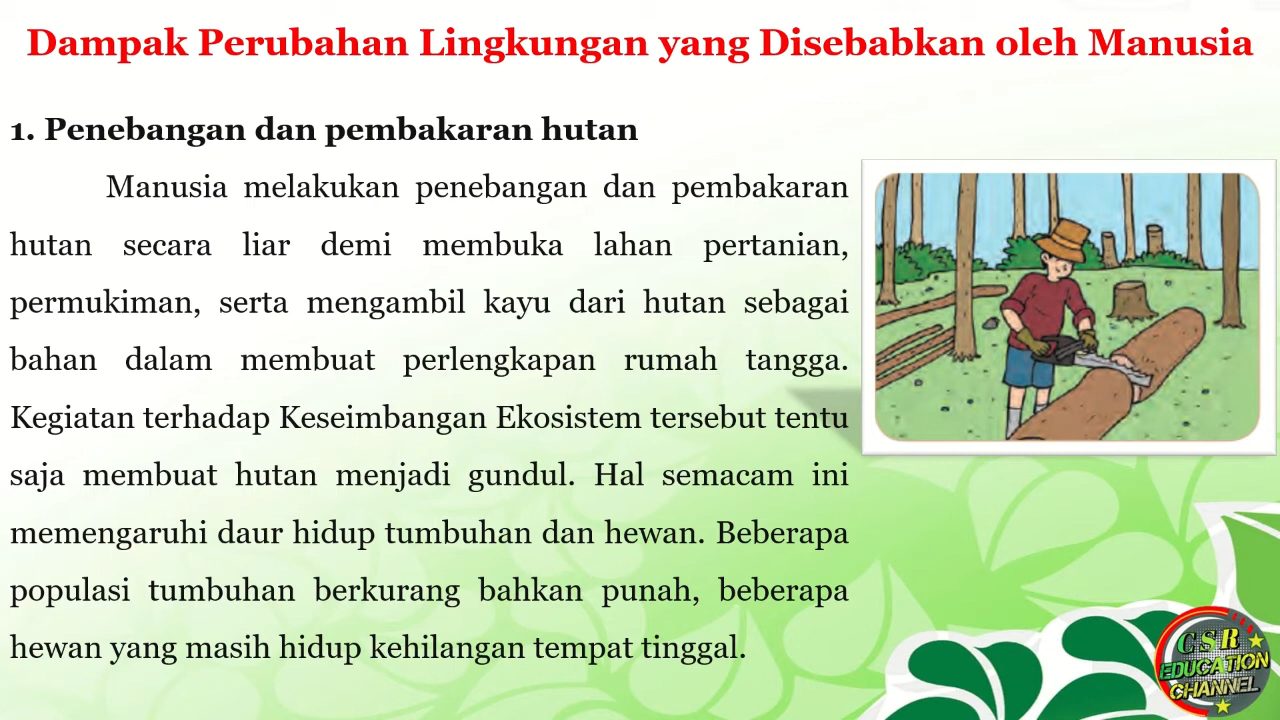 Dampak Perubahan Lingkungan yang Disebabkan oleh Manusia
1. Penebangan dan pembakaran hutan
Manusia melakukan penebangan dan pembakaran
hutan secara liar demi membuka lahan pertanian,
permukiman, serta mengambil kayu dari hutan sebagai
bahan dalam membuat perlengkapan rumah tangga.
Kegiatan terhadap Keseimbangan Ekosistem tersebut tentu
saja membuat hutan menjadi gundul. Hal semacam ini
memengaruhi daur hidup tumbuhan dan hewan. Beberapa
populasi tumbuhan berkurang bahkan punah, beberapa
hewan yang masih hidup kehilangan tempat tinggal.
CSR
EDUCATION
CHANNEL